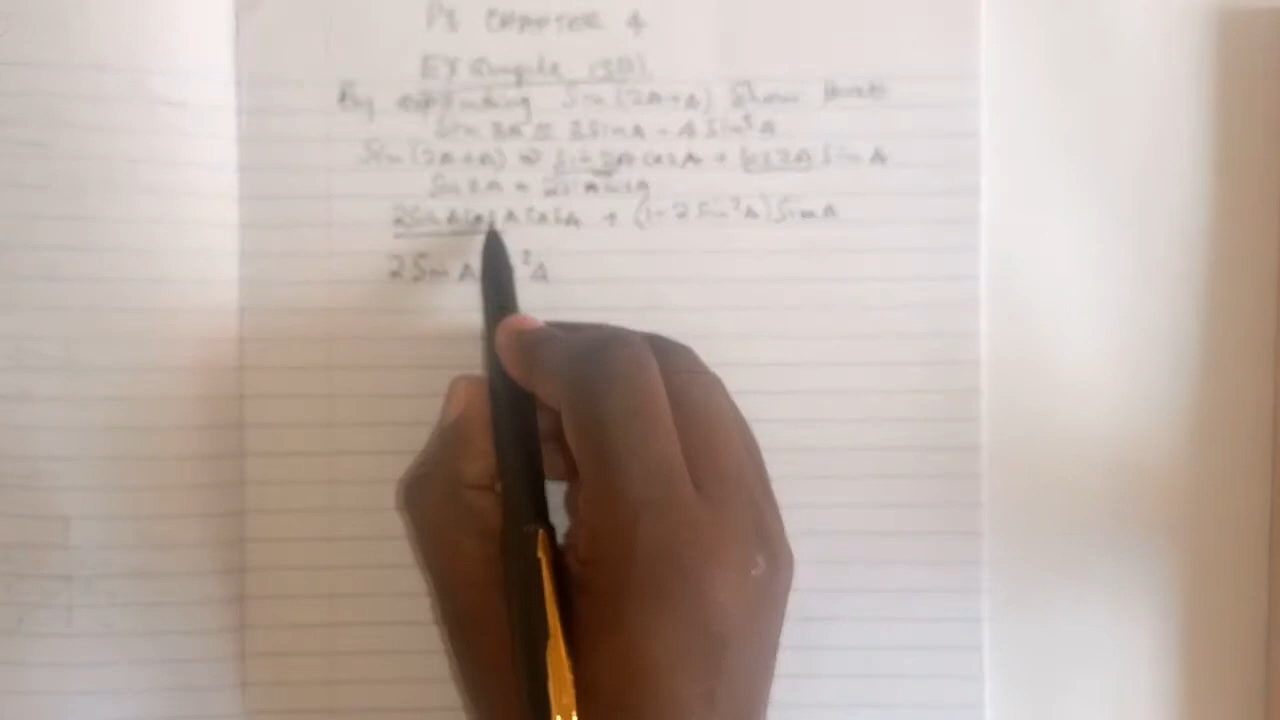 P3 CHAPTER 4
Example
By expanding Sin(2A+A) Show that
Sin 3A ≡ 3SinA - 4Sin³A
Sin(2A+A) = Sin2A CosA + Cos2A SinA
Sin2A = 2SinACosA
2SinACosACosA + (1-2Sin²A)SinA
2SinA ²A